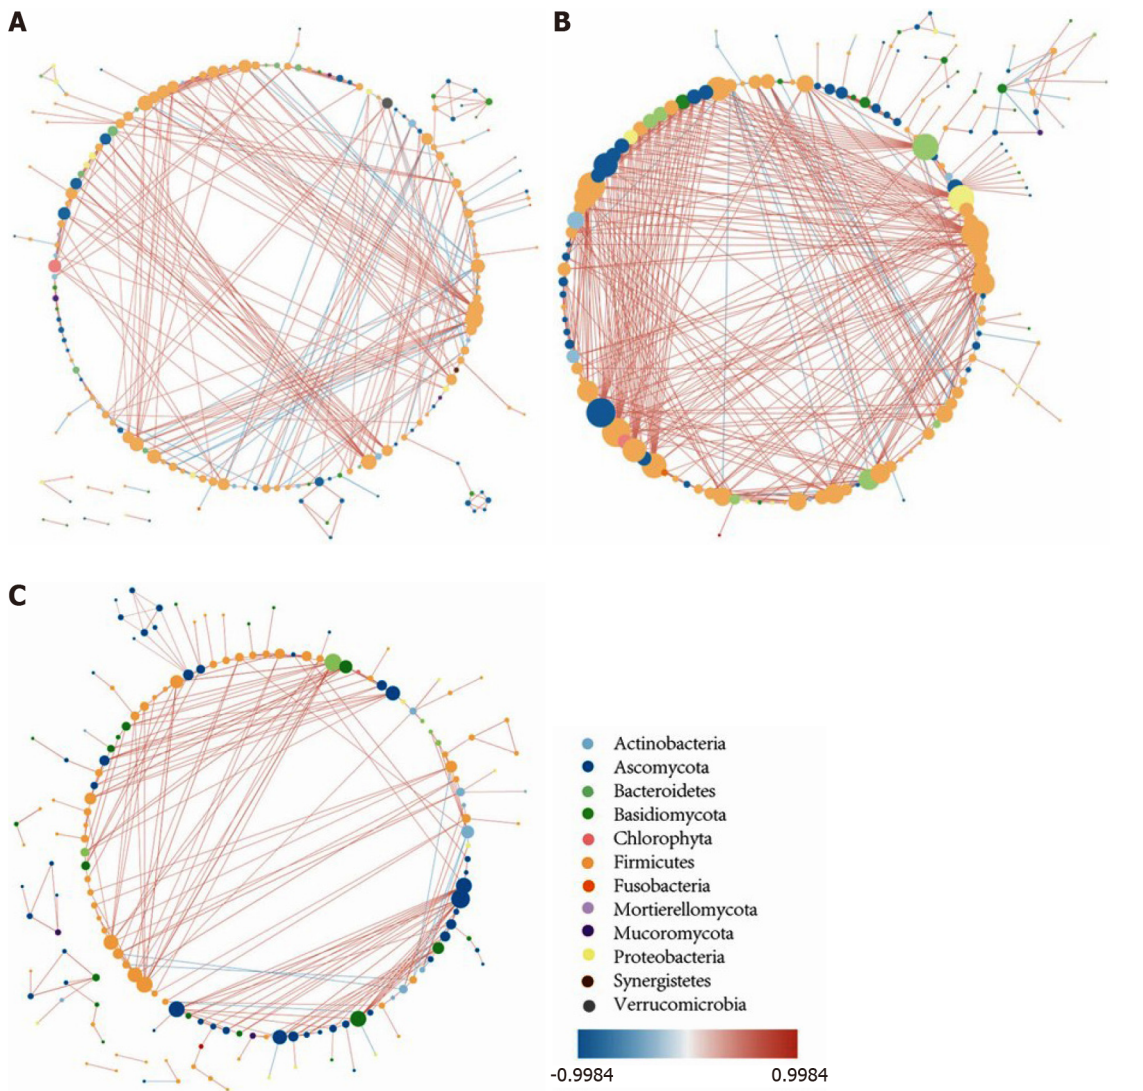 A
B
C
Actinobacteria
Ascomycota
Bacteroidetes
Basidiomycota
Chlorophyta
Firmicutes
Fusobacteria
Mortierellomycota
Mucoromycota
Proteobacteria
Synergistetes
Verrucomicrobia
-0.9984 0.9984